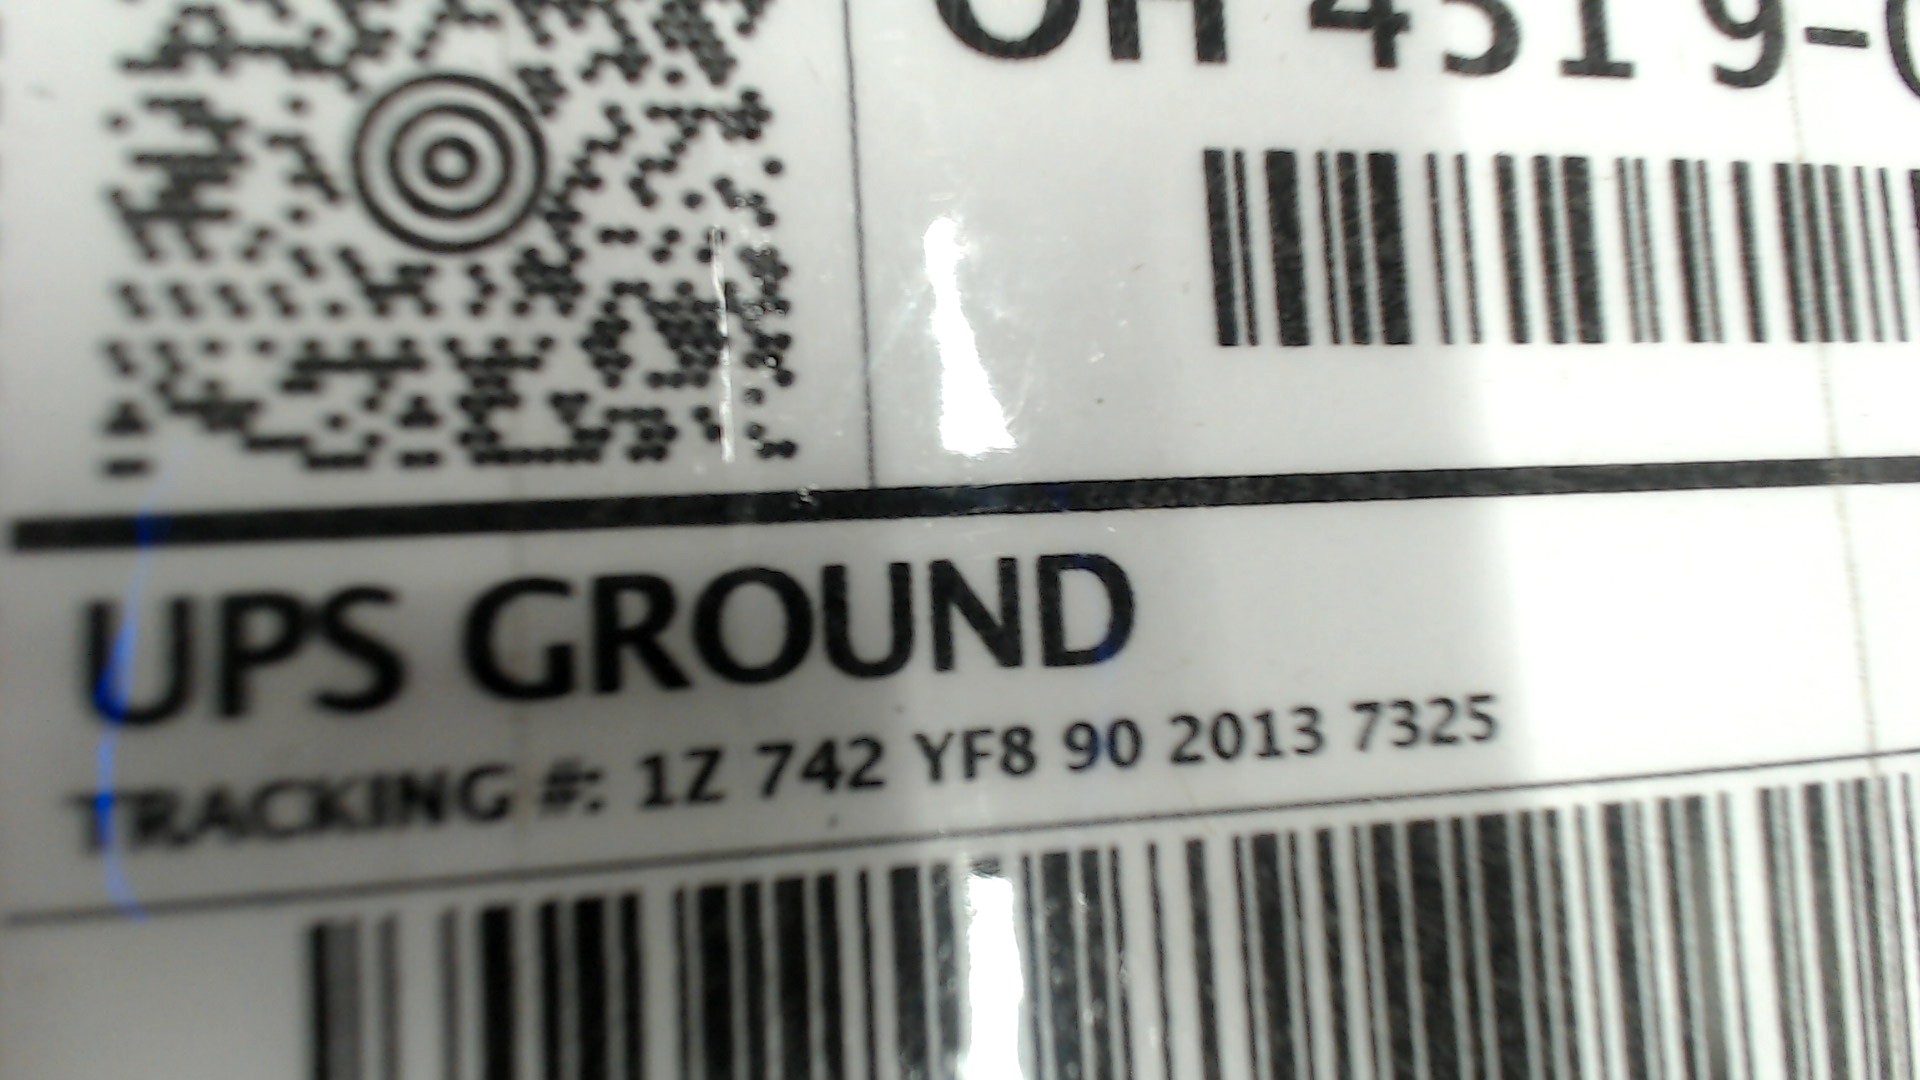 UPS GROUND
TRACKING #: 1Z 742 YF8 90 2013 7325